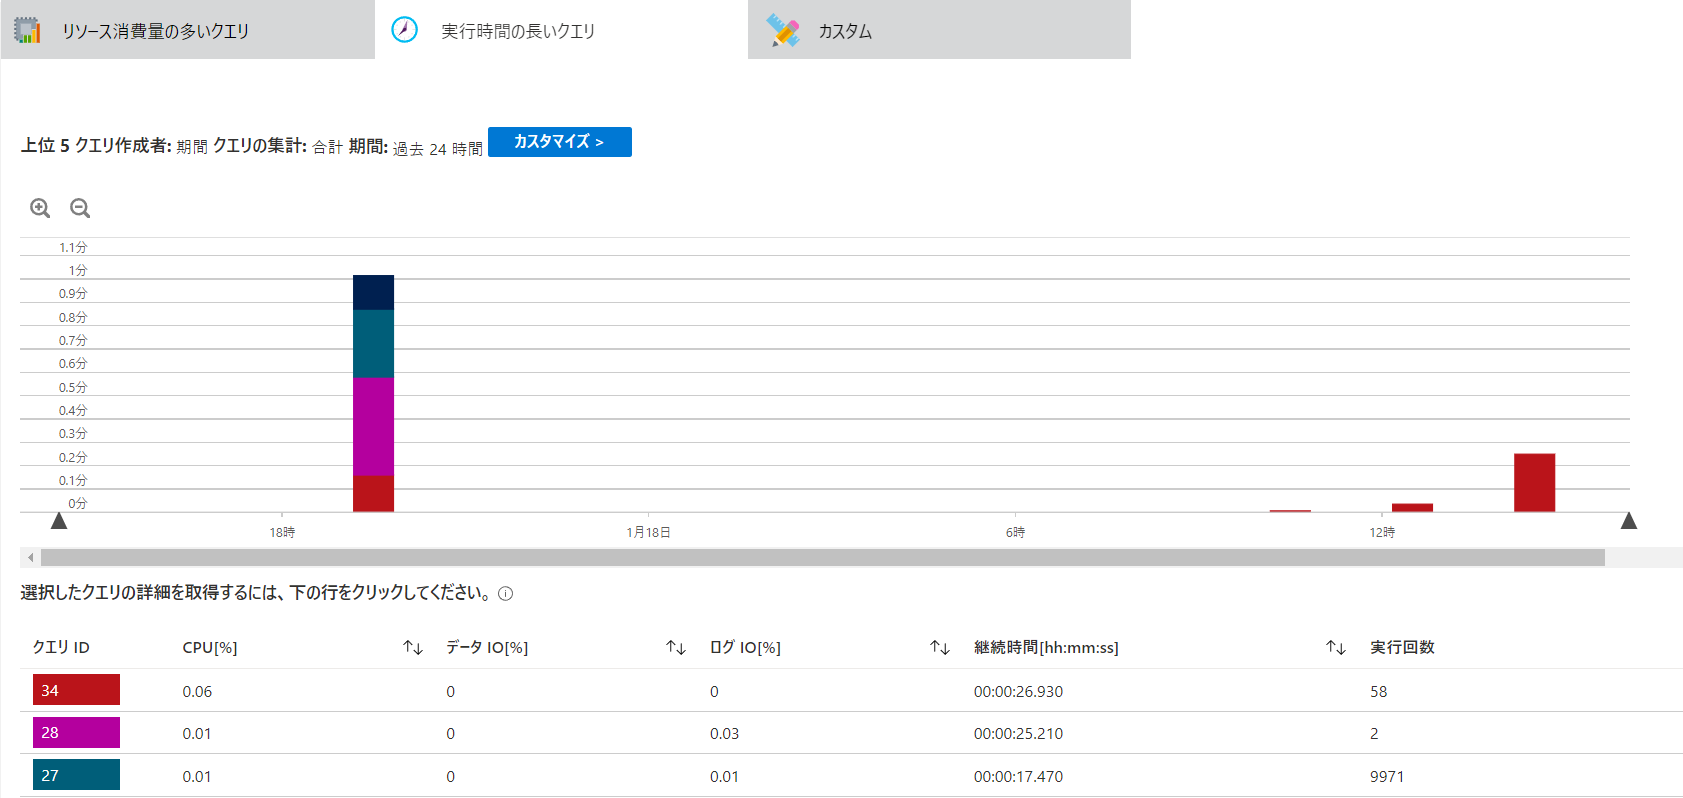 リソース消費量の多いクエリ 実行時間の長いクエリ カスタム
上位 5 クエリ作成者: 期間 クエリの集計: 合計 期間: 過去 24 時間 カスタマイズ >
1.1分
1分
0.9分
0.8分
0.7分
0.6分
0.5分
0.4分
0.3分
0.2分
0.1分
0分
18時 1月18日 6時 12時
選択したクエリの詳細を取得するには、下の行をクリックしてください。
クエリ ID CPU[%] データ IO[%] ログ IO[%] 継続時間[hh:mm:ss] 実行回数
34 0.06 0 0 00:00:26.930 58
28 0.01 0 0.03 00:00:25.210 2
27 0.01 0 0.01 00:00:17.470 9971